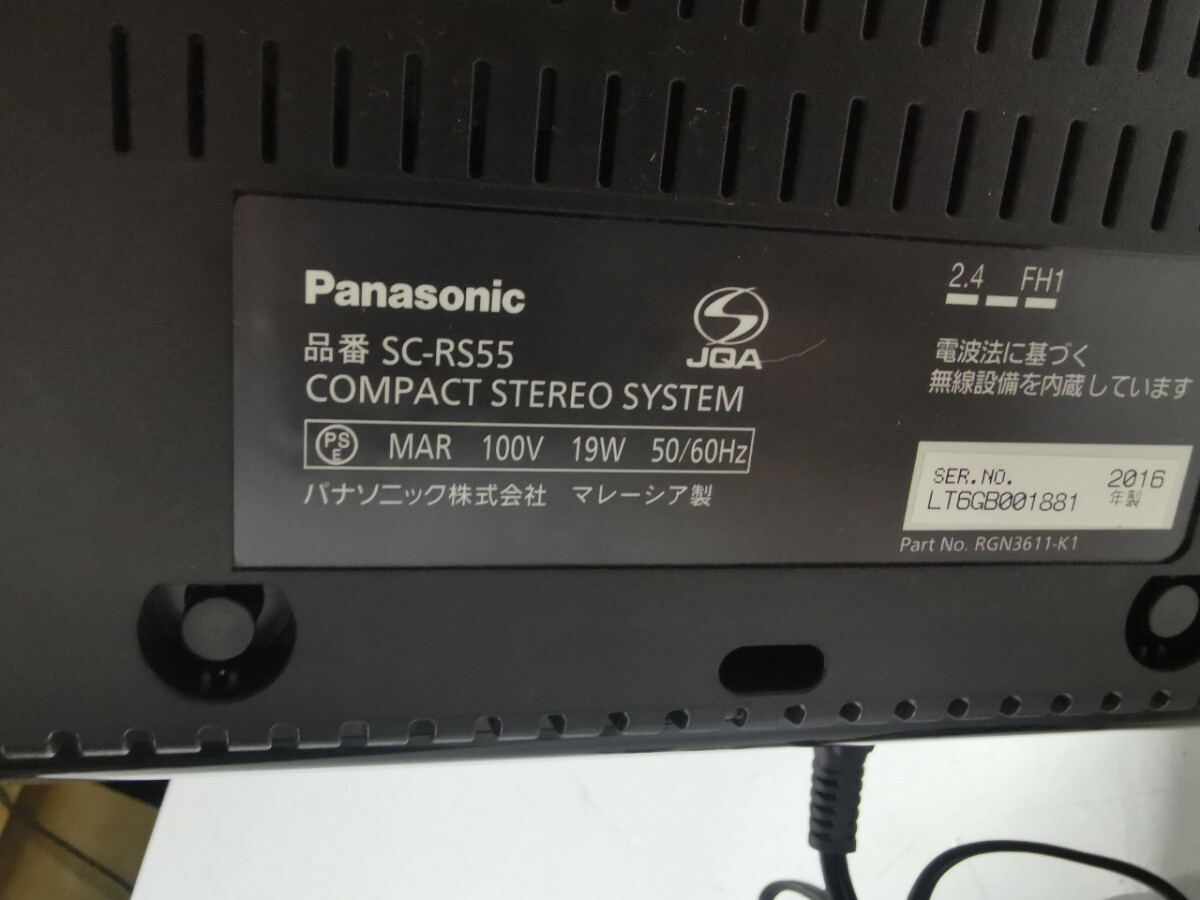 Panasonic
品番 SC-RS55
COMPACT STEREO SYSTEM
PSE MAR 100V 19W 50/60Hz
パナソニック株式会社 マレーシア製
JQA
2.4 FH1
電波法に基づく
無線設備を内蔵しています
SER.NO.
LT6GB001881
2016
年製
Part No. RGN3611-K1